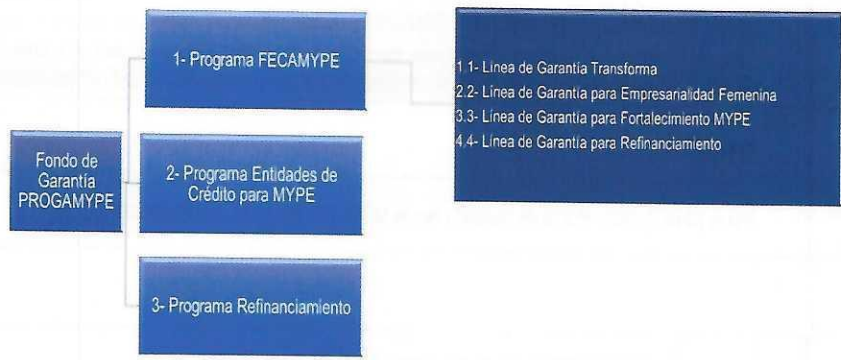 Fondo de
Garantía
PROGAMYPE
1- Programa FECAMYPE
2- Programa Entidades de
Crédito para MYPE
3- Programa Refinanciamiento
1.1- Línea de Garantía Transforma
2.2- Línea de Garantía para Empresarialidad Femenina
3.3- Línea de Garantía para Fortalecimiento MYPE
4.4- Línea de Garantía para Refinanciamiento